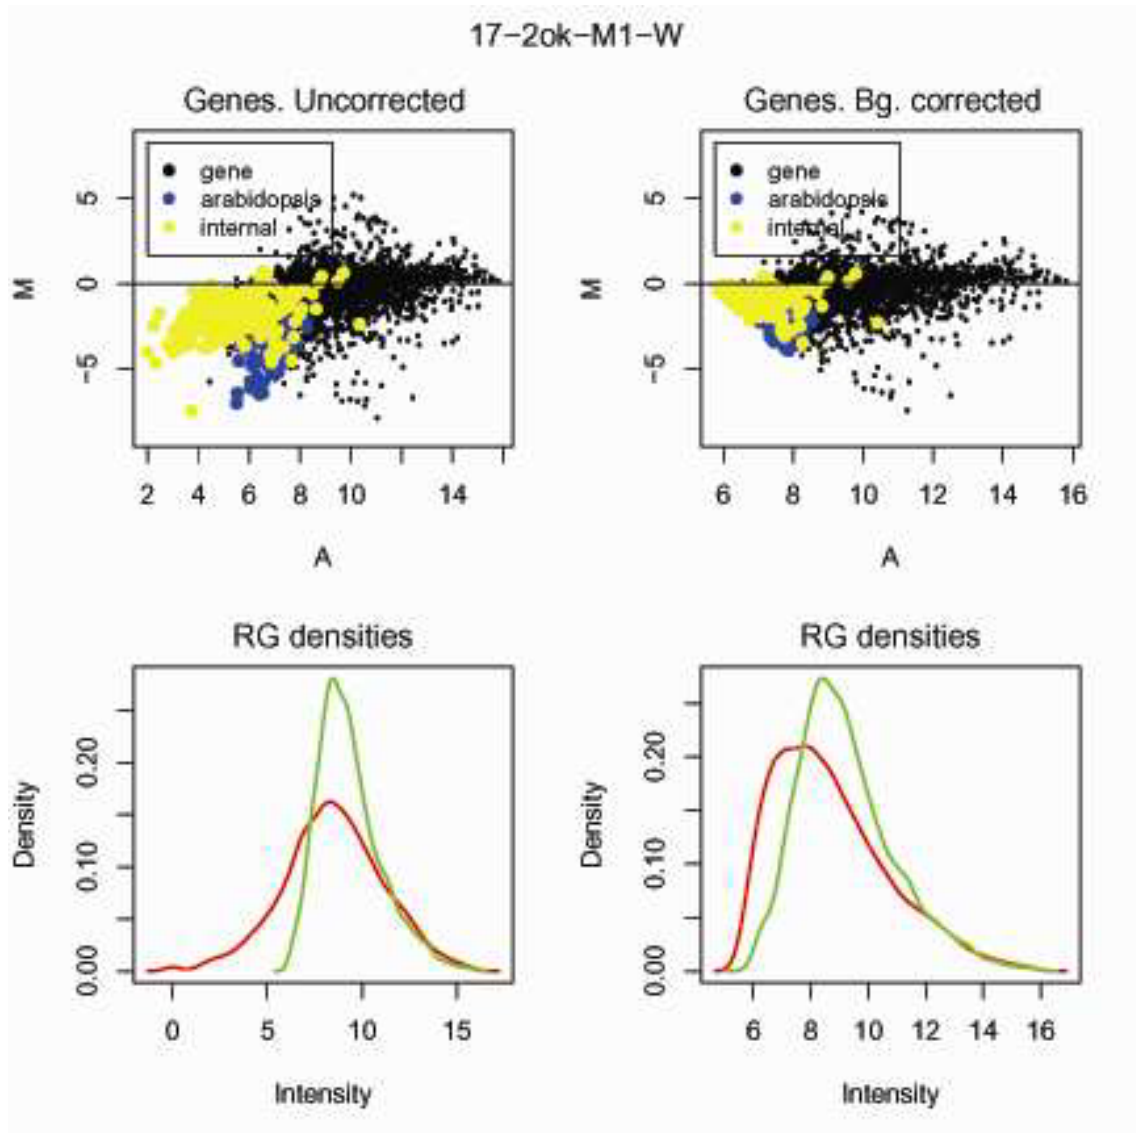 17-2ok-M1-W
Genes. Uncorrected
gene
arabidopsis
internal
5
0
-5
M
2 4 6 8 10 14
A
Genes. Bg. corrected
gene
arabidopsis
internal
5
0
-5
M
6 8 10 12 14 16
A
RG densities
0.20
0.10
0.00
Density
0 5 10 15
Intensity
RG densities
0.20
0.10
0.00
Density
6 8 10 12 14 16
Intensity